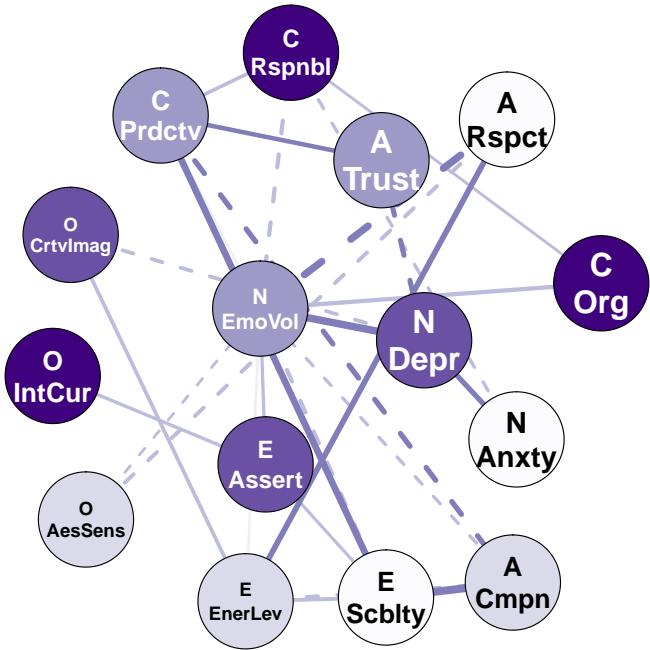 C
Rspnbl
C
Prdctv
A
Rspct
A
Trust
O
CrtvImag
C
Org
N
EmoVol
N
Depr
O
IntCur
N
Anxty
E
Assert
O
AesSens
E
EnerLev
E
Scblty
A
Cmpn